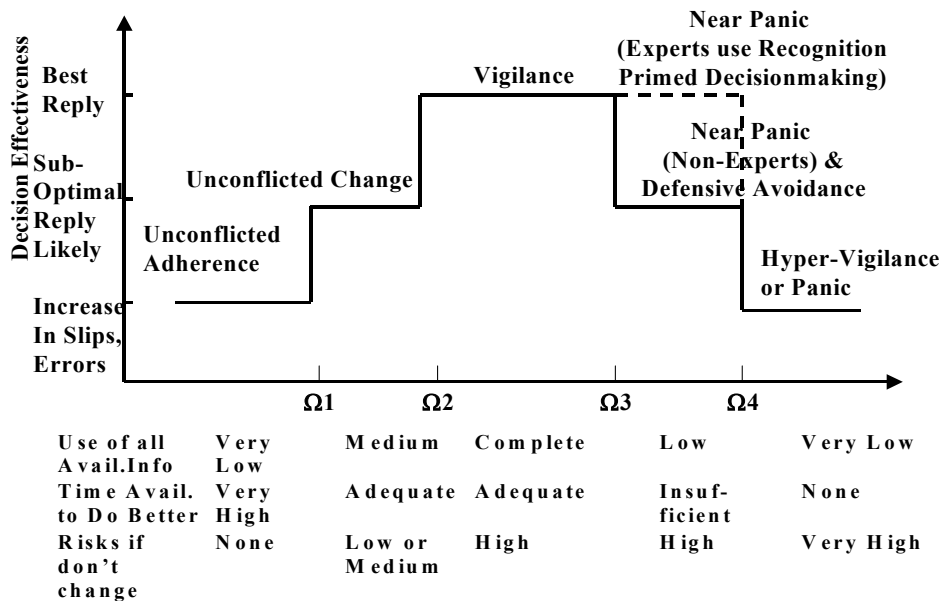 Decision Effectiveness
Best
Reply
Sub-
Optimal
Reply
Likely
Increase
In Slips,
Errors
Unconflicted
Adherence
Unconflicted Change
Vigilance
Near Panic
(Experts use Recognition
Primed Decisionmaking)
Near Panic
(Non-Experts) &
Defensive Avoidance
Hyper-Vigilance
or Panic
Ω1 Ω2 Ω3 Ω4
Use of all Very Medium Complete Low Very Low
Avail.Info Low
Time Avail. Very Adequate Adequate Insuf- None
to Do Better High ficient
Risks if None Low or High High Very High
don't Medium
change